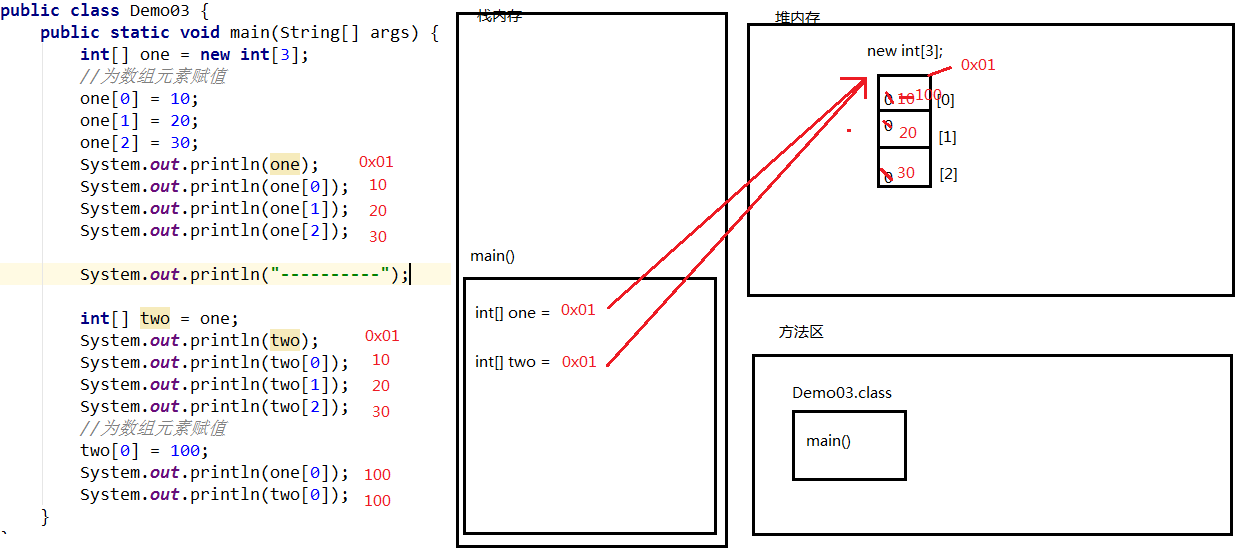 public class Demo03 {
public static void main(String[] args) {
int[] one = new int[3];
//为数组元素赋值
one[0] = 10;
one[1] = 20;
one[2] = 30;
System.out.println(one); 0x01
System.out.println(one[0]); 10
System.out.println(one[1]); 20
System.out.println(one[2]); 30
System.out.println("----------");
int[] two = one;
System.out.println(two); 0x01
System.out.println(two[0]); 10
System.out.println(two[1]); 20
System.out.println(two[2]); 30
//为数组元素赋值
two[0] = 100;
System.out.println(one[0]); 100
System.out.println(two[0]); 100
}
}
栈内存
main()
int[] one = 0x01
int[] two = 0x01
堆内存
new int[3];
0x01
0 10 100 [0]
0 20 [1]
0 30 [2]
方法区
Demo03.class
main()